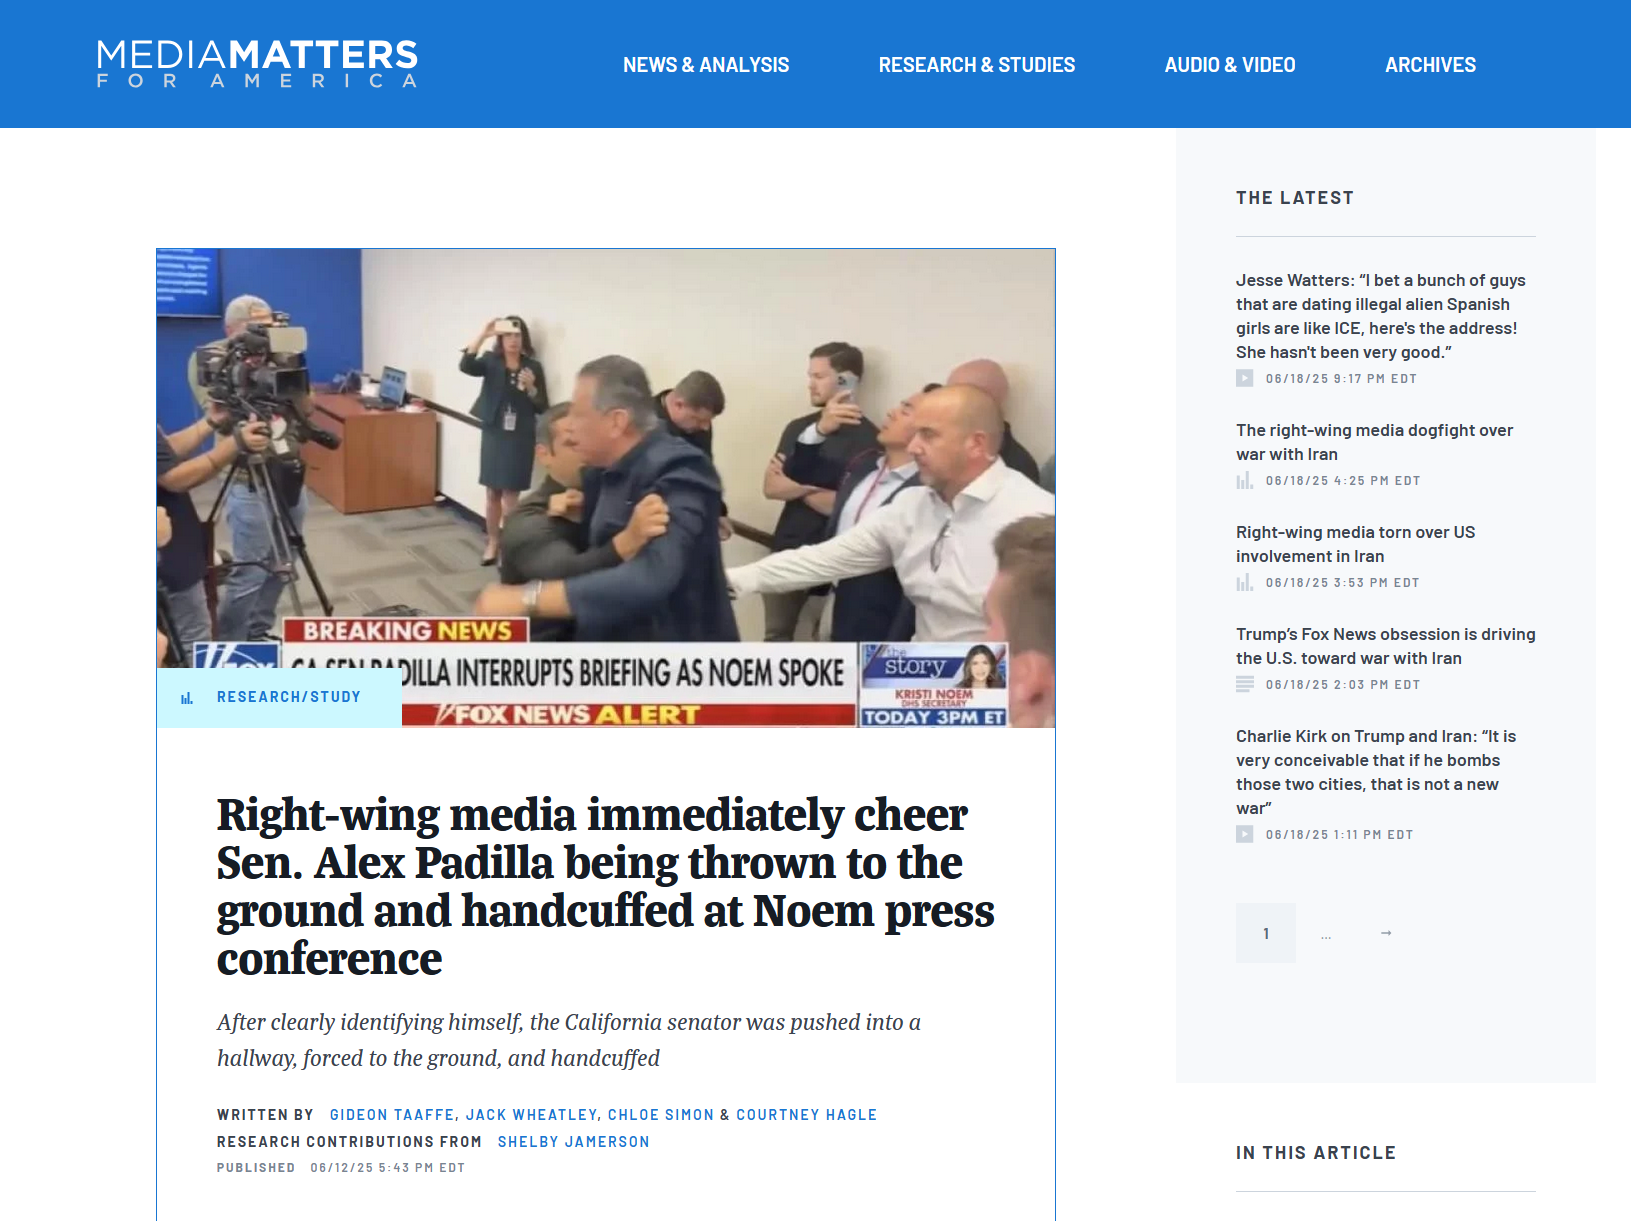 MEDIAMATTERS
FOR AMERICA
NEWS & ANALYSIS
RESEARCH & STUDIES
AUDIO & VIDEO
ARCHIVES
BREAKING NEWS
CA SEN PADILLA INTERRUPTS BRIEFING AS NOEM SPOKE
FOX NEWS ALERT
the
story
KRISTI NOEM
DHS SECRETARY
TODAY 3PM ET
RESEARCH/STUDY
Right-wing media immediately cheer
Sen. Alex Padilla being thrown to the
ground and handcuffed at Noem press
conference
After clearly identifying himself, the California senator was pushed into a
hallway, forced to the ground, and handcuffed
WRITTEN BY GIDEON TAAFFE, JACK WHEATLEY, CHLOE SIMON & COURTNEY HAGLE
RESEARCH CONTRIBUTIONS FROM SHELBY JAMERSON
PUBLISHED 06/12/25 5:43 PM EDT
THE LATEST
Jesse Watters: “I bet a bunch of guys
that are dating illegal alien Spanish
girls are like ICE, here's the address!
She hasn't been very good.”
06/18/25 9:17 PM EDT
The right-wing media dogfight over
war with Iran
06/18/25 4:25 PM EDT
Right-wing media torn over US
involvement in Iran
06/18/25 3:53 PM EDT
Trump’s Fox News obsession is driving
the U.S. toward war with Iran
06/18/25 2:03 PM EDT
Charlie Kirk on Trump and Iran: “It is
very conceivable that if he bombs
those two cities, that is not a new
war”
06/18/25 1:11 PM EDT
1 … →
IN THIS ARTICLE